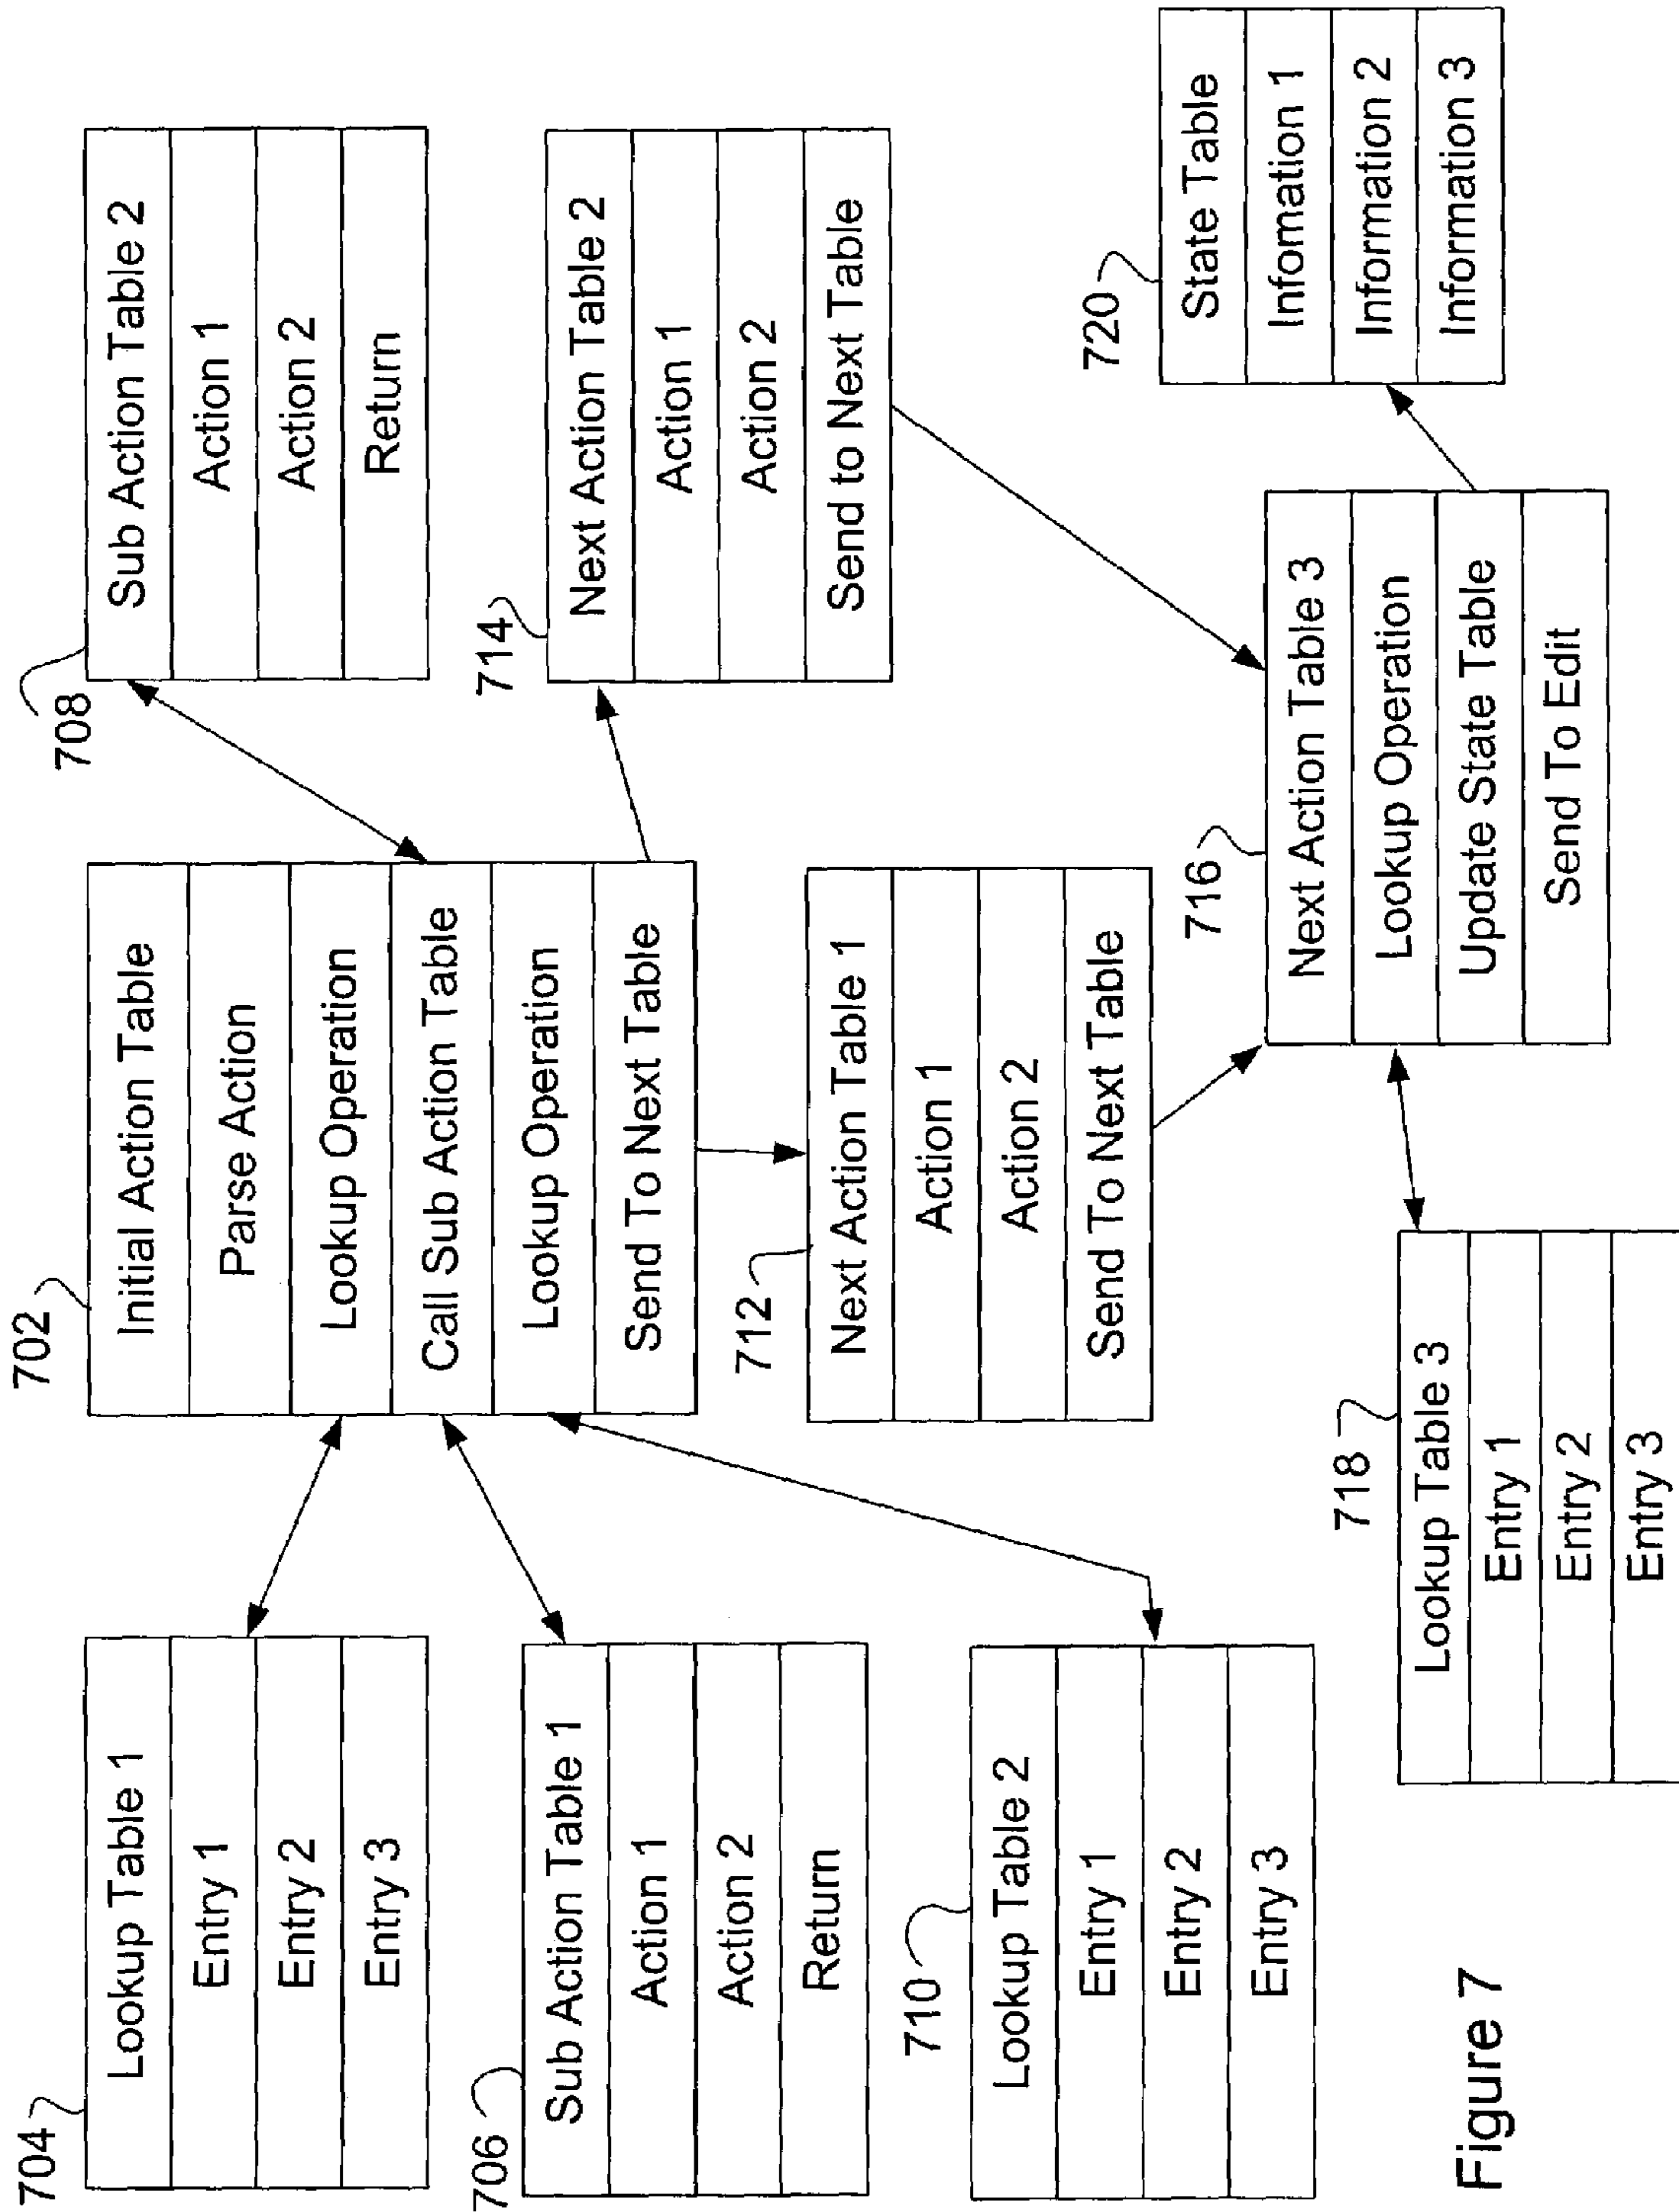 704
Lookup Table 1
Entry 1
Entry 2
Entry 3
706
Sub Action Table 1
Action 1
Action 2
Return
710
Lookup Table 2
Entry 1
Entry 2
Entry 3
702
Initial Action Table
Parse Action
Lookup Operation
Call Sub Action Table
Lookup Operation
Send To Next Table
712
Next Action Table 1
Action 1
Action 2
Send To Next Table
708
Sub Action Table 2
Action 1
Action 2
Return
714
Next Action Table 2
Action 1
Action 2
Send to Next Table
718
Lookup Table 3
Entry 1
Entry 2
Entry 3
716
Next Action Table 3
Lookup Operation
Update State Table
Send To Edit
720
State Table
Infomation 1
Information 2
Information 3
Figure 7